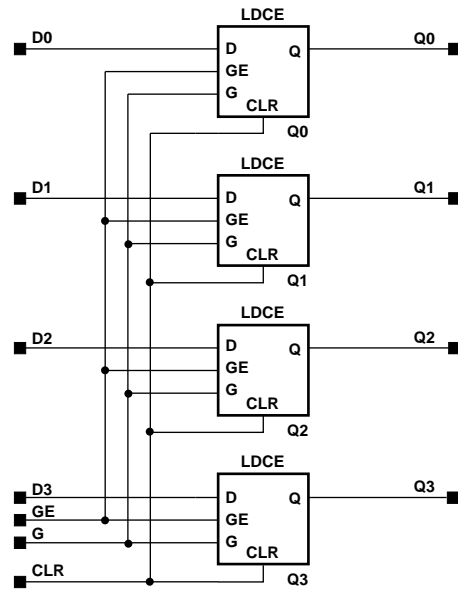 LDCE
D0 D Q Q0
GE
G
CLR
Q0
LDCE
D1 D Q Q1
GE
G
CLR
Q1
LDCE
D2 D Q Q2
GE
G
CLR
Q2
LDCE
D3 D Q Q3
GE GE
G G
CLR
CLR Q3